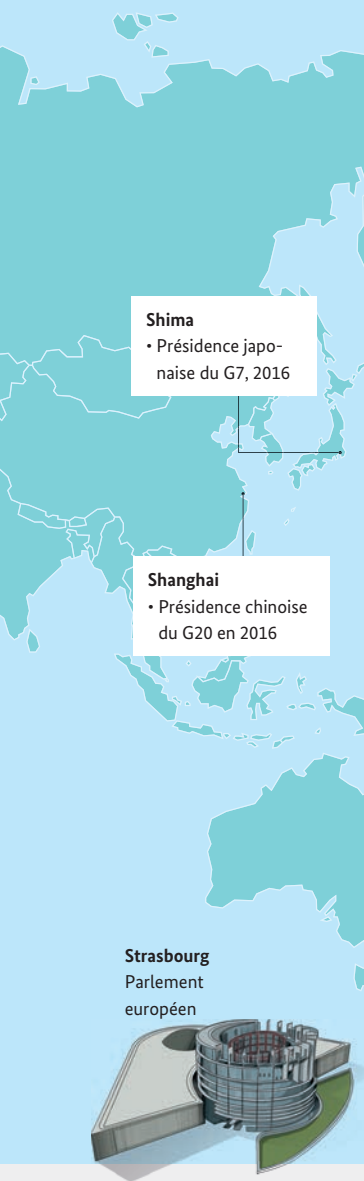 Shima
• Présidence japo-
naise du G7, 2016
Shanghai
• Présidence chinoise
du G20 en 2016
Strasbourg
Parlement
européen